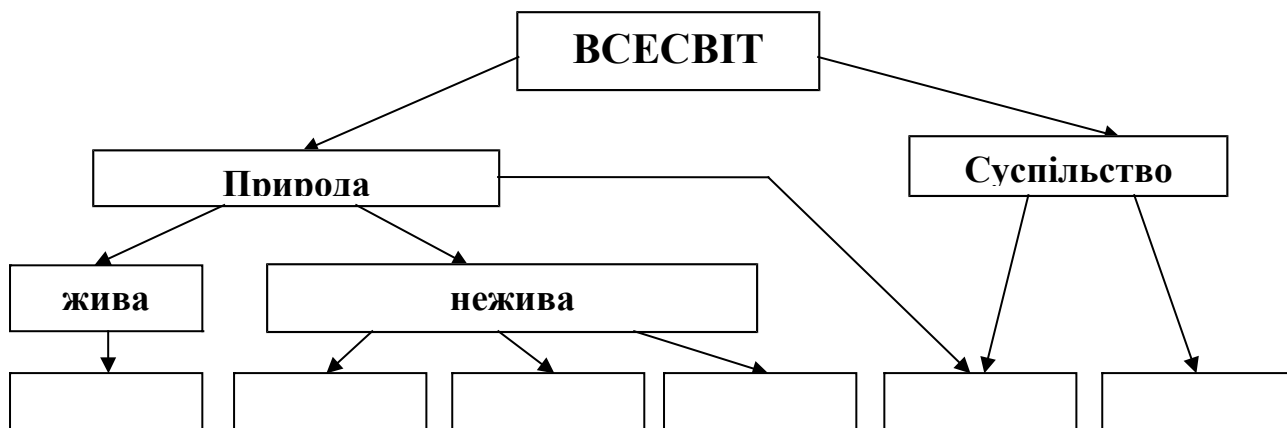 ВСЕСВІТ
Природа
Суспільство
жива
нежива